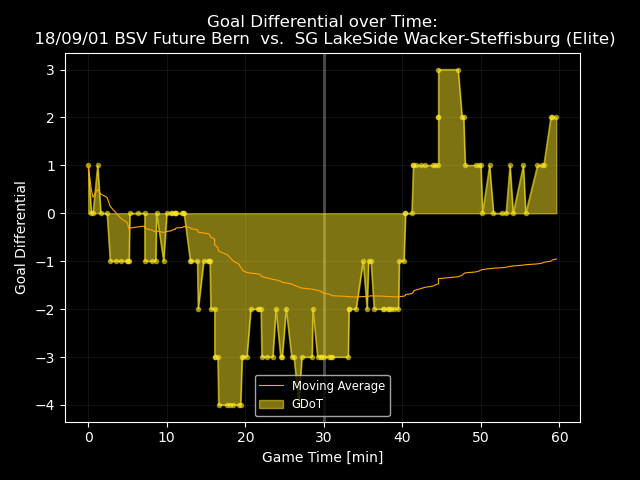 Goal Differential over Time:
18/09/01 BSV Future Bern  vs.  SG LakeSide Wacker-Steffisburg (Elite)
3
2
1
0
−1
−2
−3
−4
Goal Differential
Moving Average
GDoT
0 10 20 30 40 50 60
Game Time [min]